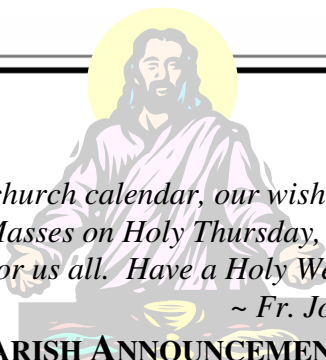 church calendar, our wish
Masses on Holy Thursday,
or us all. Have a Holy We
~ Fr. Jo
ARISH ANNOUNCEMEN